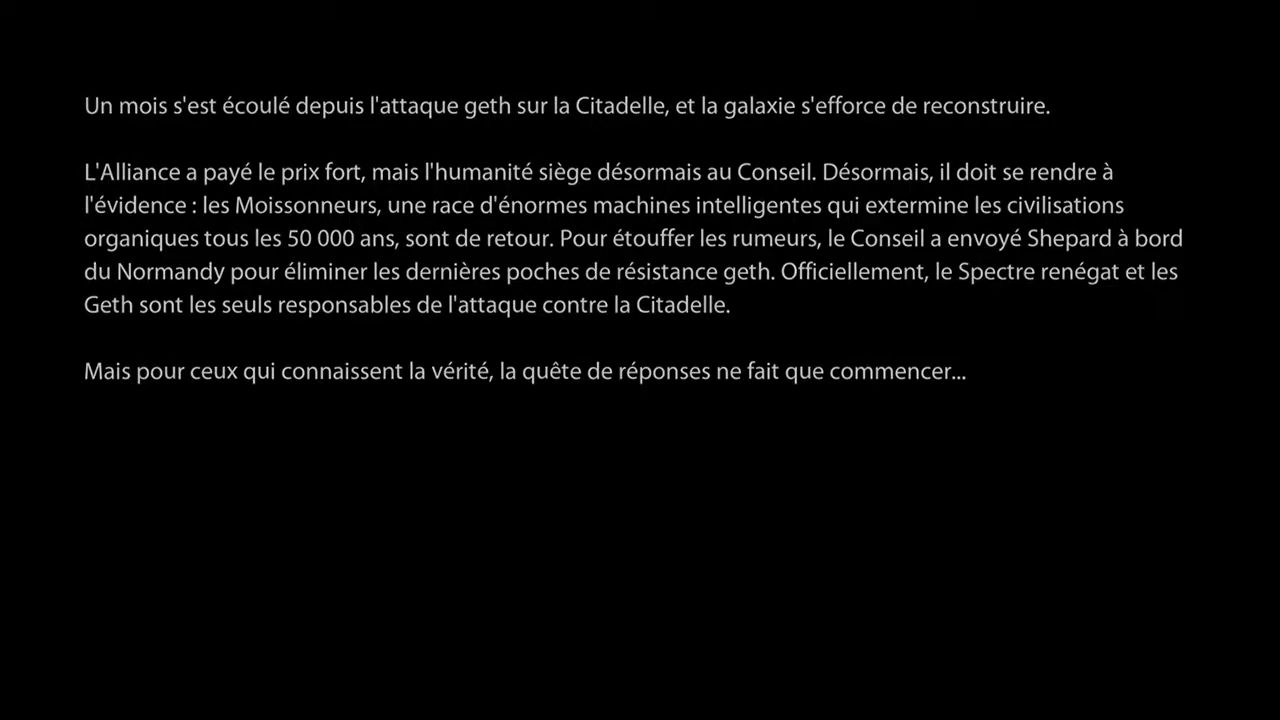 Un mois s'est écoulé depuis l'attaque geth sur la Citadelle, et la galaxie s'efforce de reconstruire.
L'Alliance a payé le prix fort, mais l'humanité siège désormais au Conseil. Désormais, il doit se rendre à
l'évidence : les Moissonneurs, une race d'énormes machines intelligentes qui extermine les civilisations
organiques tous les 50 000 ans, sont de retour. Pour étouffer les rumeurs, le Conseil a envoyé Shepard à bord
du Normandy pour éliminer les dernières poches de résistance geth. Officiellement, le Spectre renégat et les
Geth sont les seuls responsables de l'attaque contre la Citadelle.
Mais pour ceux qui connaissent la vérité, la quête de réponses ne fait que commencer...